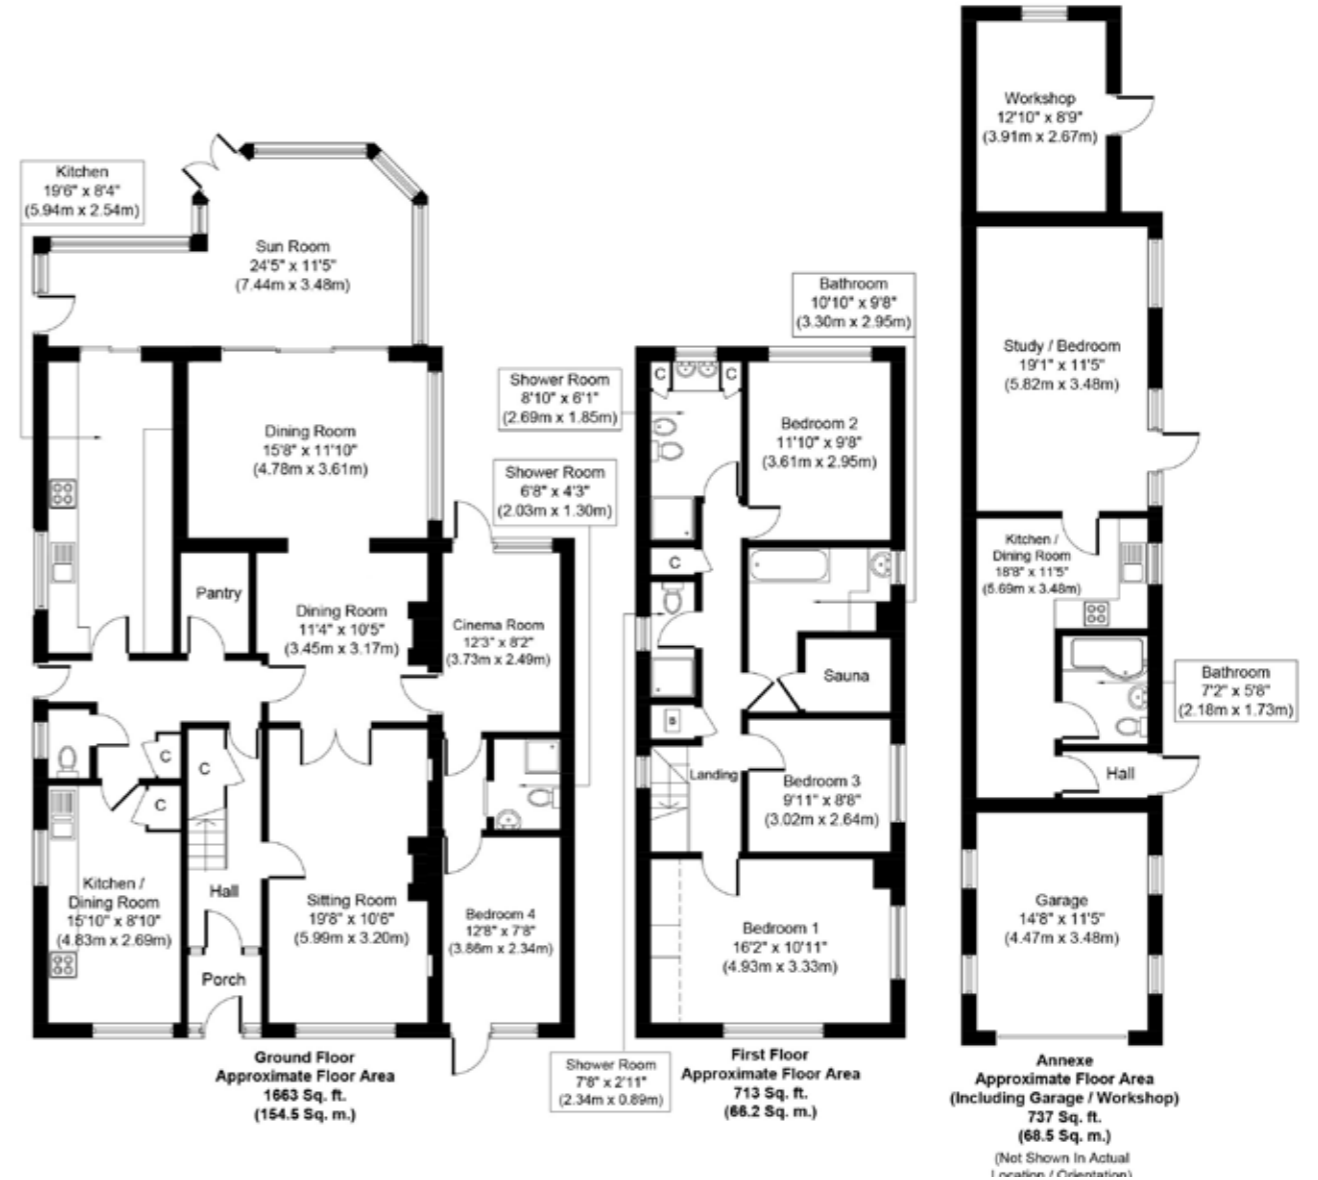 Kitchen
19'6" x 8'4"
(5.94m x 2.54m)
Sun Room
24'5" x 11'5"
(7.44m x 3.48m)
Dining Room
15'8" x 11'10"
(4.78m x 3.61m)
Pantry
Dining Room
11'4" x 10'5"
(3.45m x 3.17m)
Cinema Room
12'3" x 8'2"
(3.73m x 2.49m)
C
C
C
Kitchen /
Dining Room
15'10" x 8'10"
(4.83m x 2.69m)
Hall
Porch
Sitting Room
19'8" x 10'6"
(5.99m x 3.20m)
Bedroom 4
12'8" x 7'8"
(3.86m x 2.34m)
Ground Floor
Approximate Floor Area
1663 Sq. ft.
(154.5 Sq. m.)
Shower Room
8'10" x 6'1"
(2.69m x 1.85m)
Shower Room
6'8" x 4'3"
(2.03m x 1.30m)
Bathroom
10'10" x 9'8"
(3.30m x 2.95m)
C
C
Bedroom 2
11'10" x 9'8"
(3.61m x 2.95m)
C
Sauna
B
Landing
Bedroom 3
9'11" x 8'8"
(3.02m x 2.64m)
Bedroom 1
16'2" x 10'11"
(4.93m x 3.33m)
Shower Room
7'8" x 2'11"
(2.34m x 0.89m)
First Floor
Approximate Floor Area
713 Sq. ft.
(66.2 Sq. m.)
Workshop
12'10" x 8'9"
(3.91m x 2.67m)
Study / Bedroom
19'1" x 11'5"
(5.82m x 3.48m)
Kitchen /
Dining Room
18'8" x 11'5"
(5.69m x 3.48m)
Bathroom
7'2" x 5'8"
(2.18m x 1.73m)
Hall
Garage
14'8" x 11'5"
(4.47m x 3.48m)
Annexe
Approximate Floor Area
(Including Garage / Workshop)
737 Sq. ft.
(68.5 Sq. m.)
(Not Shown In Actual
Location / Orientation)